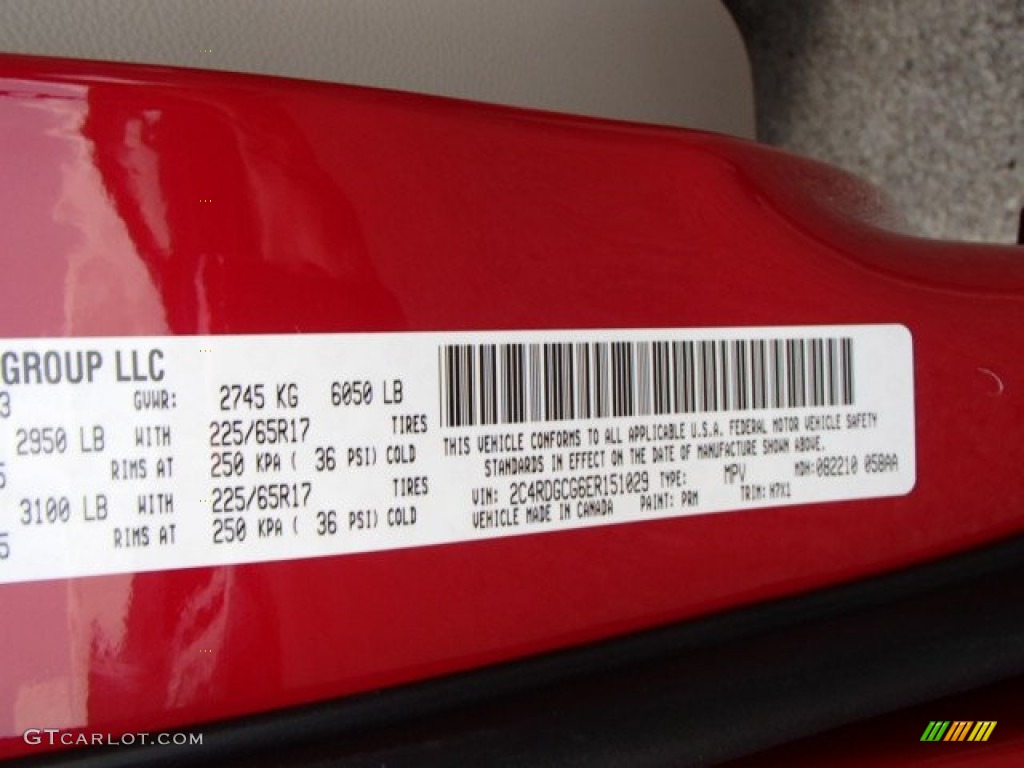 GROUP LLC
3 GVWR: 2745 KG 6050 LB
2950 LB WITH 225/65R17 TIRES
5 RIMS AT 250 KPA ( 36 PSI) COLD
3100 LB WITH 225/65R17 TIRES
5 RIMS AT 250 KPA ( 36 PSI) COLD
THIS VEHICLE CONFORMS TO ALL APPLICABLE U.S.A. FEDERAL MOTOR VEHICLE SAFETY
STANDARDS IN EFFECT ON THE DATE OF MANUFACTURE SHOWN ABOVE.
VIN: 2C4RDGCG6ER151029 TYPE: MPV MDH:082210 058AA
VEHICLE MADE IN CANADA PAINT: PRM TRIM: H7X1
GTCARLOT.COM